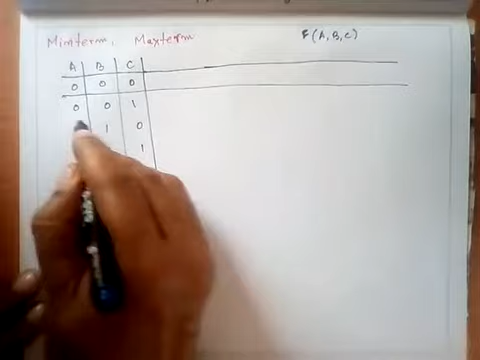 Minterm, Maxterm F(A,B,C)
A B C
0 0 0
0 0 1
1 0
1